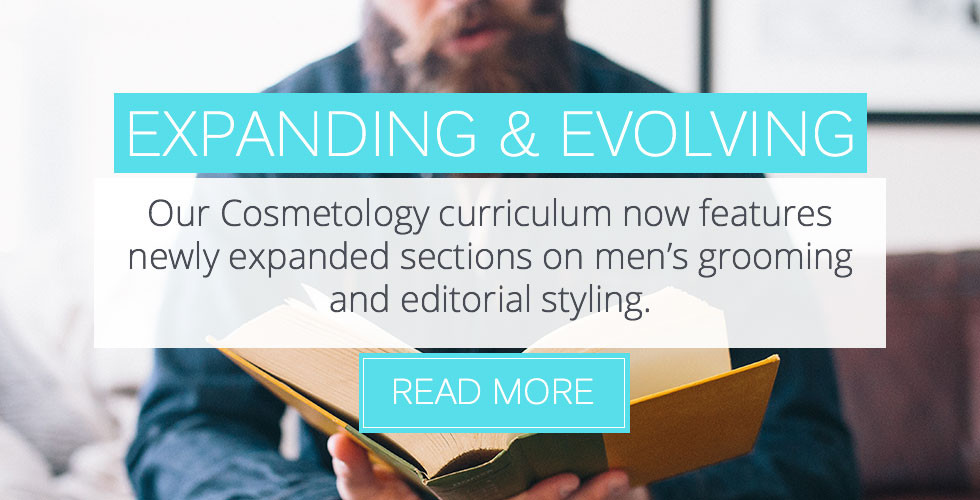 EXPANDING & EVOLVING
Our Cosmetology curriculum now features
newly expanded sections on men’s grooming
and editorial styling.
READ MORE